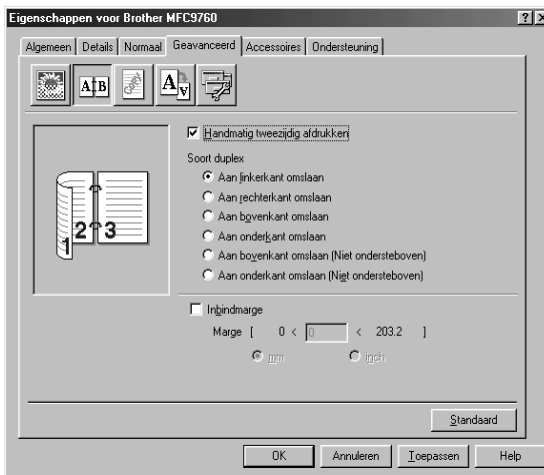 Eigenschappen voor Brother MFC9760
Algemeen Details Normaal Geavanceerd Accessoires Ondersteuning
A B
A A
1 2 3
Handmatig tweezijdig afdrukken
Soort duplex
Aan linkerkant omslaan
Aan rechterkant omslaan
Aan bovenkant omslaan
Aan onderkant omslaan
Aan bovenkant omslaan (Niet ondersteboven)
Aan onderkant omslaan (Niet ondersteboven)
Inbindmarge
Marge [ 0 < 0 < 203.2 ]
mm inch
Standaard
OK Annuleren Toepassen Help